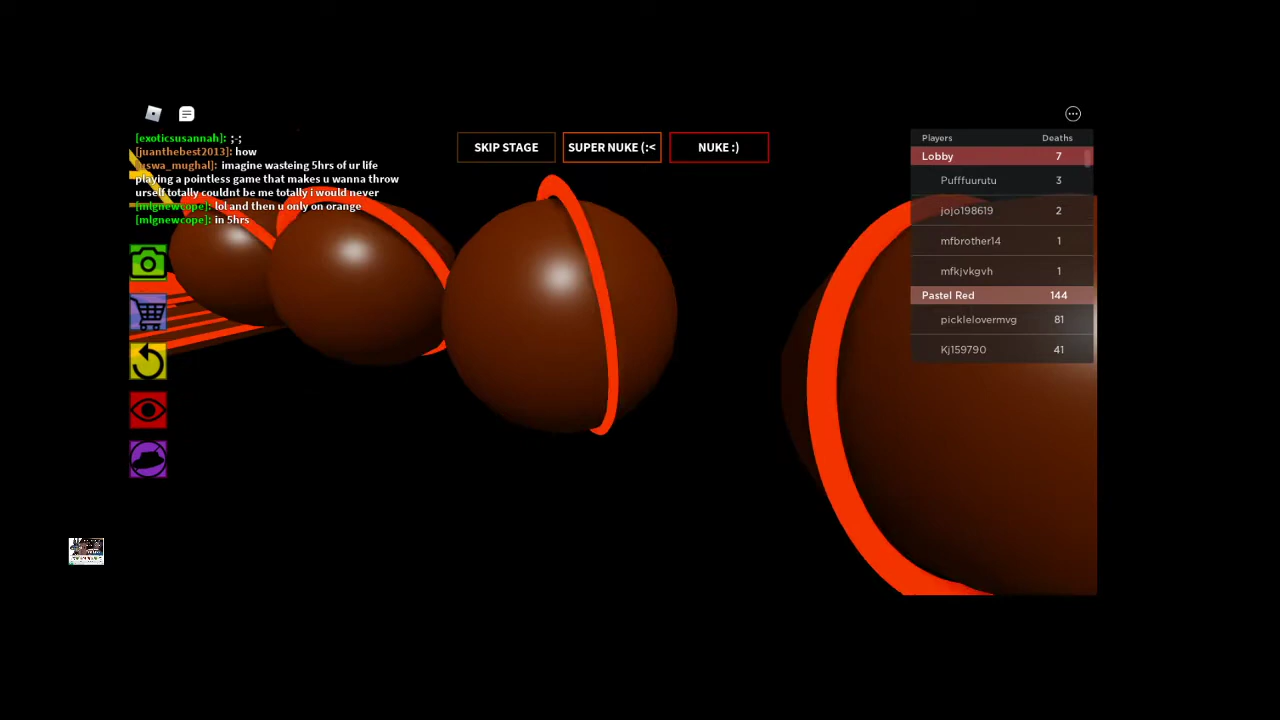 [exoticsusannah]: ;-;
[juanthebest2013]: how
[uswa_mughal]: imagine wasteing 5hrs of ur life
playing a pointless game that makes u wanna throw
urself totally couldnt be me totally i would never
[mlgnewcope]: lol and then u only on orange
[mlgnewcope]: in 5hrs
SKIP STAGE
SUPER NUKE (:<
NUKE :)
Players Deaths
Lobby 7
Pufffuurutu 3
jojo198619 2
mfbrother14 1
mfkjvkgvh 1
Pastel Red 144
picklelovermvg 81
Kj159790 41